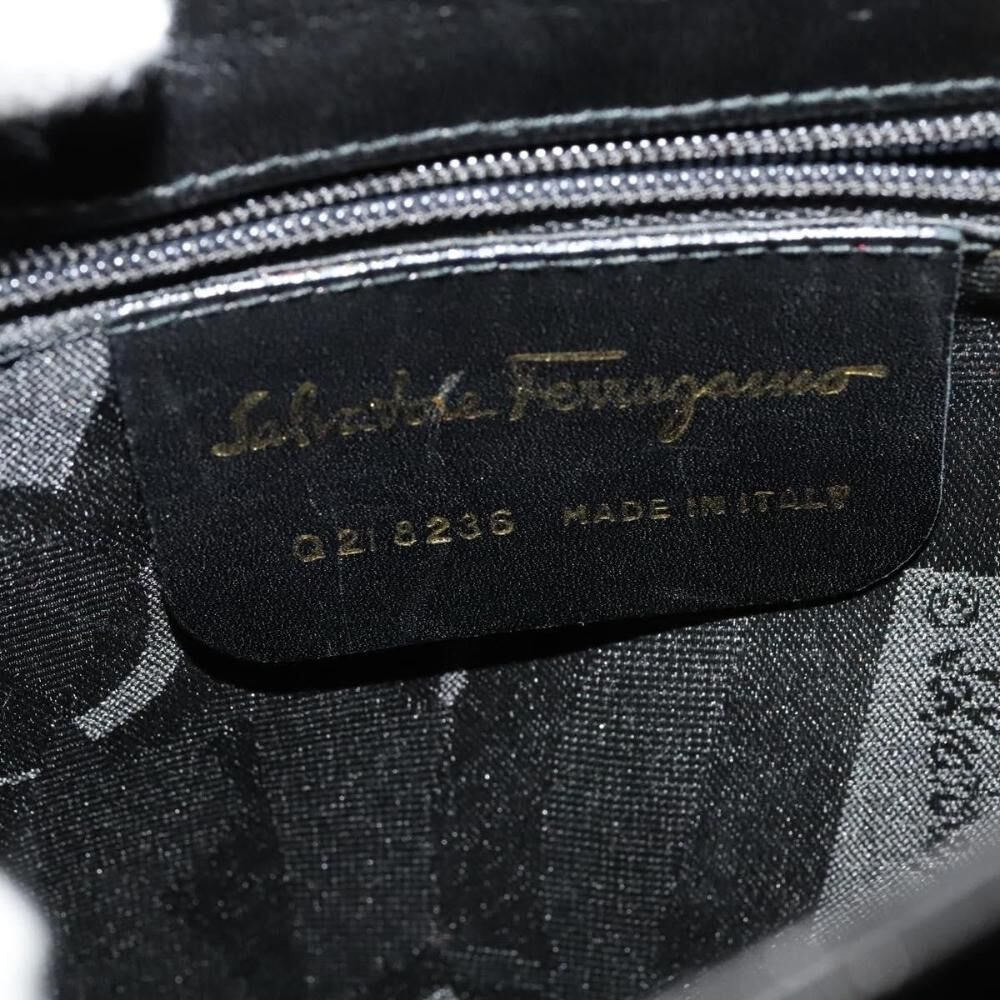 Salvatore Ferragamo
Q21 8236 MADE IN ITALY